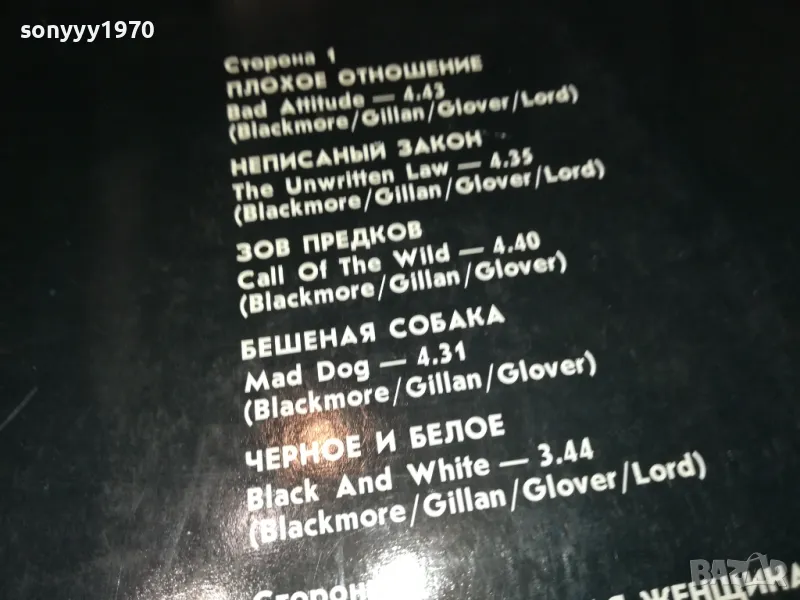 sonyyy1970
Сторона 1
ПЛОХОЕ ОТНОШЕНИЕ
Bad Attitude — 4.43
(Blackmore/Gillan/Glover/Lord)
НЕПИСАНЫЙ ЗАКОН
The Unwritten Law — 4.35
(Blackmore/Gillan/Glover/Lord)
ЗОВ ПРЕДКОВ
Call Of The Wild — 4.40
(Blackmore/Gillan/Glover)
БЕШЕНАЯ СОБАКА
Mad Dog — 4.31
(Blackmore/Gillan/Glover)
ЧЕРНОЕ И БЕЛОЕ
Black And White — 3.44
(Blackmore/Gillan/Glover/Lord)
ЖЕНЩИНА
BAZAR